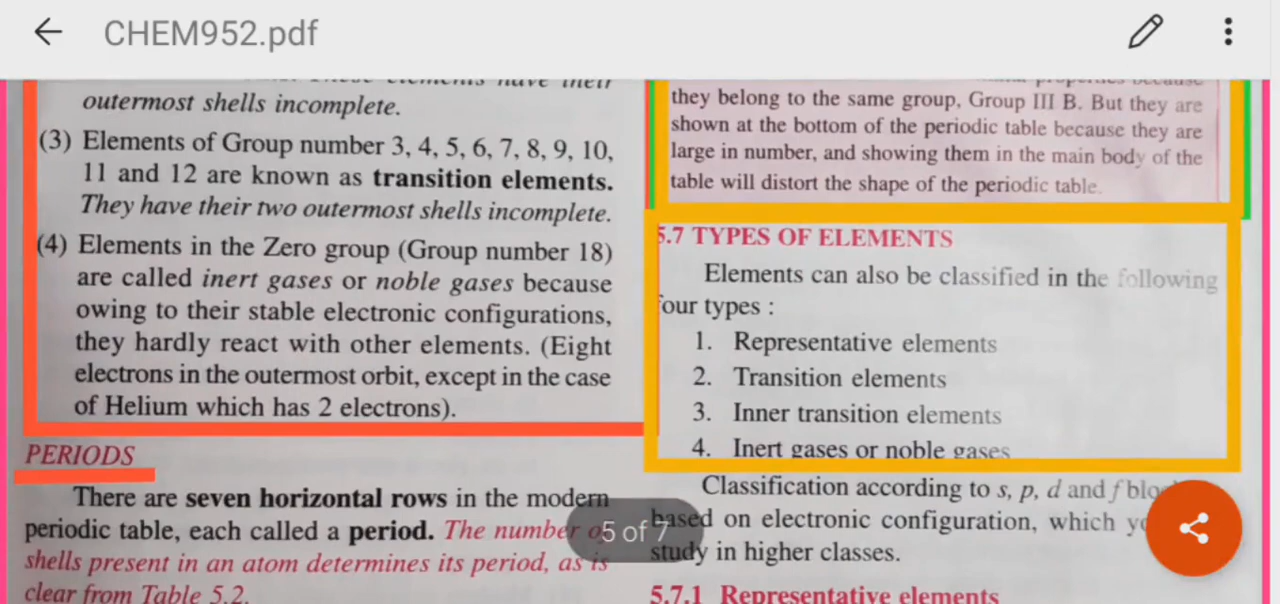 CHEM952.pdf
outermost shells incomplete.
(3) Elements of Group number 3, 4, 5, 6, 7, 8, 9, 10,
11 and 12 are known as transition elements.
They have their two outermost shells incomplete.
(4) Elements in the Zero group (Group number 18)
are called inert gases or noble gases because
owing to their stable electronic configurations,
they hardly react with other elements. (Eight
electrons in the outermost orbit, except in the case
of Helium which has 2 electrons).
PERIODS
There are seven horizontal rows in the modern
periodic table, each called a period. The number
shells present in an atom determines its period, as is
clear from Table 5.2.
they belong to the same group, Group III B. But they are
shown at the bottom of the periodic table because they are
large in number, and showing them in the main body of the
table will distort the shape of the periodic table.
5.7 TYPES OF ELEMENTS
Elements can also be classified in the following
four types :
1. Representative elements
2. Transition elements
3. Inner transition elements
4. Inert gases or noble gases
Classification according to s, p, d and f
based on electronic configuration, which
study in higher classes.
5.7.1 Representative elements
5 of 7